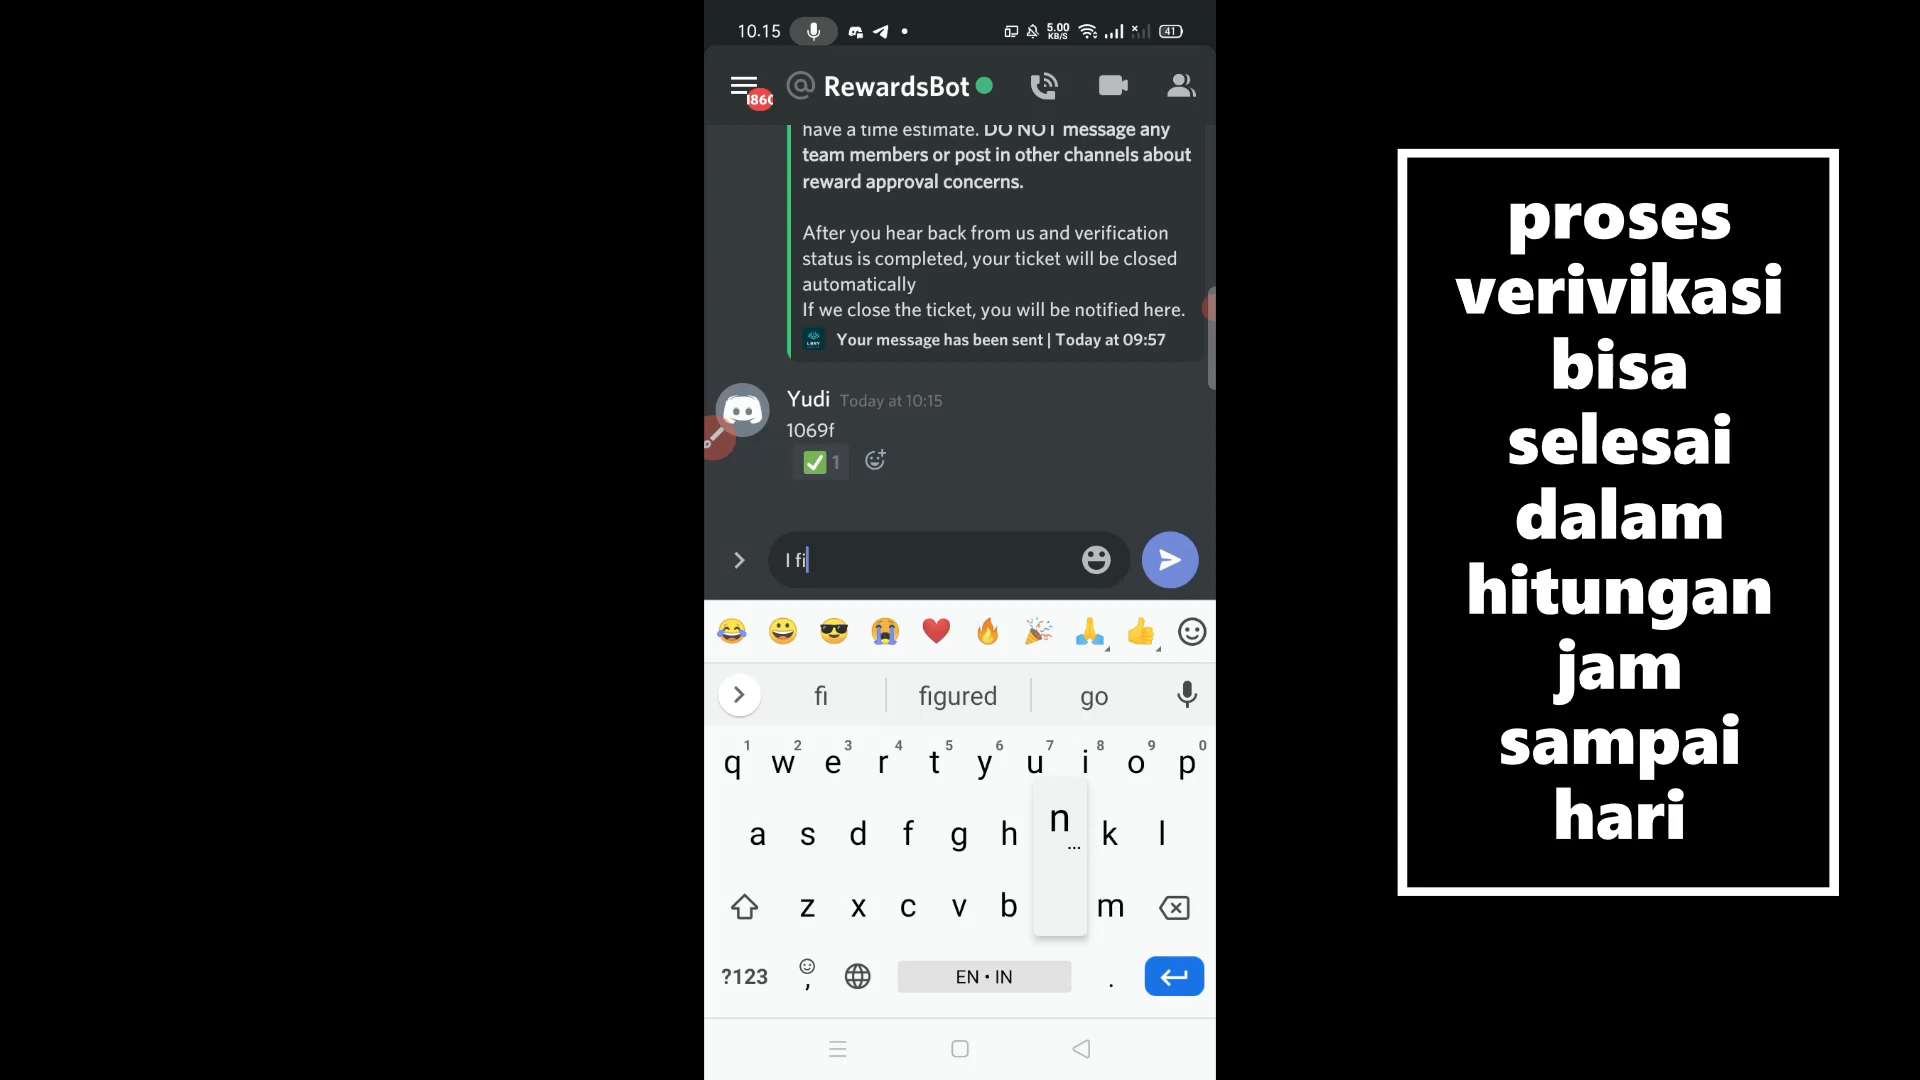 10.15
5.00
KB/S
41
@ RewardsBot
have a time estimate. DO NOT message any
team members or post in other channels about
reward approval concerns.
After you hear back from us and verification
status is completed, your ticket will be closed
automatically
If we close the ticket, you will be notified here.
Your message has been sent | Today at 09:57
Yudi Today at 10:15
1069f
1
I fi
fi figured go
1 2 3 4 5 6 7 8 9 0
q w e r t y u i o p
a s d f g h n k l
...
z x c v b m
?123 , EN • IN .
proses
verivikasi
bisa
selesai
dalam
hitungan
jam
sampai
hari